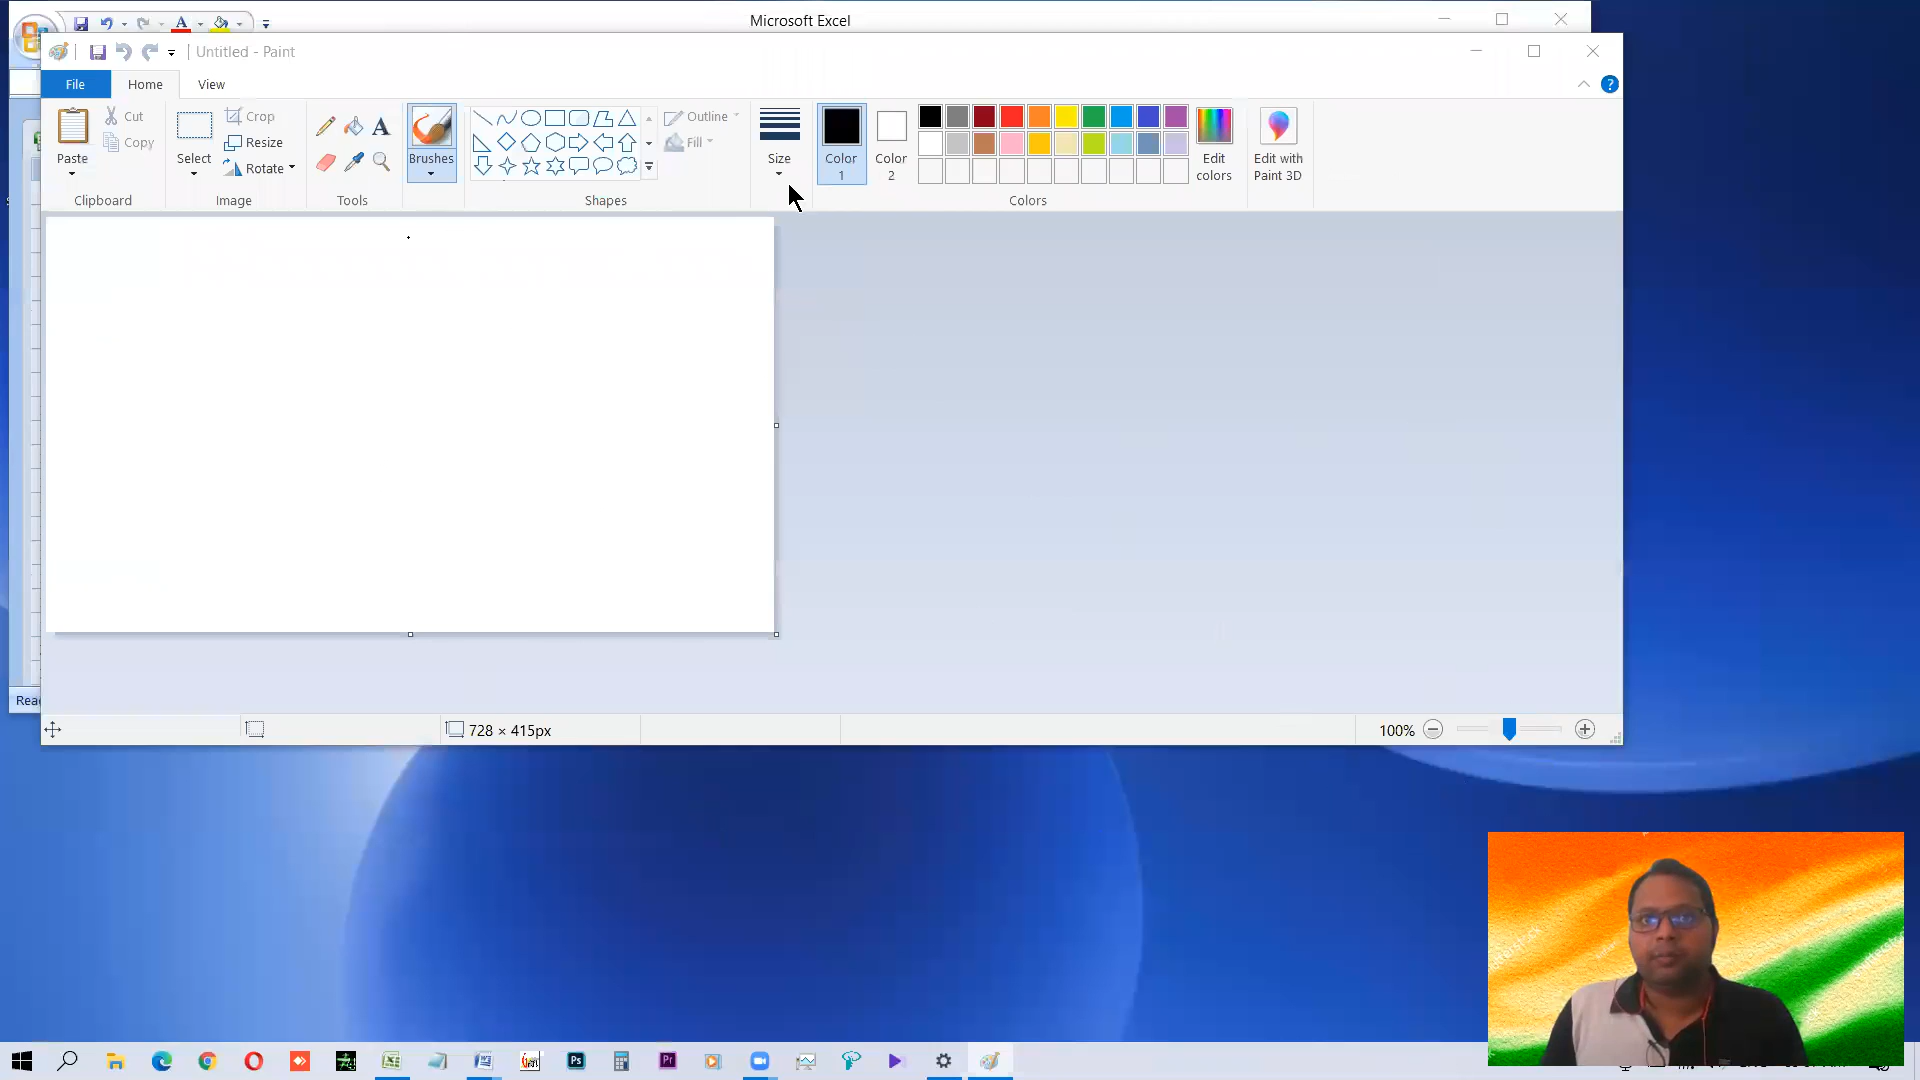 Microsoft Excel
Untitled - Paint
File
Home
View
Paste
Cut
Copy
Clipboard
Select
Crop
Resize
Rotate
Image
A
Tools
Brushes
Shapes
Outline
Fill
Size
Color
1
Color
2
Colors
Edit
colors
Edit with
Paint 3D
728 × 415px
100%